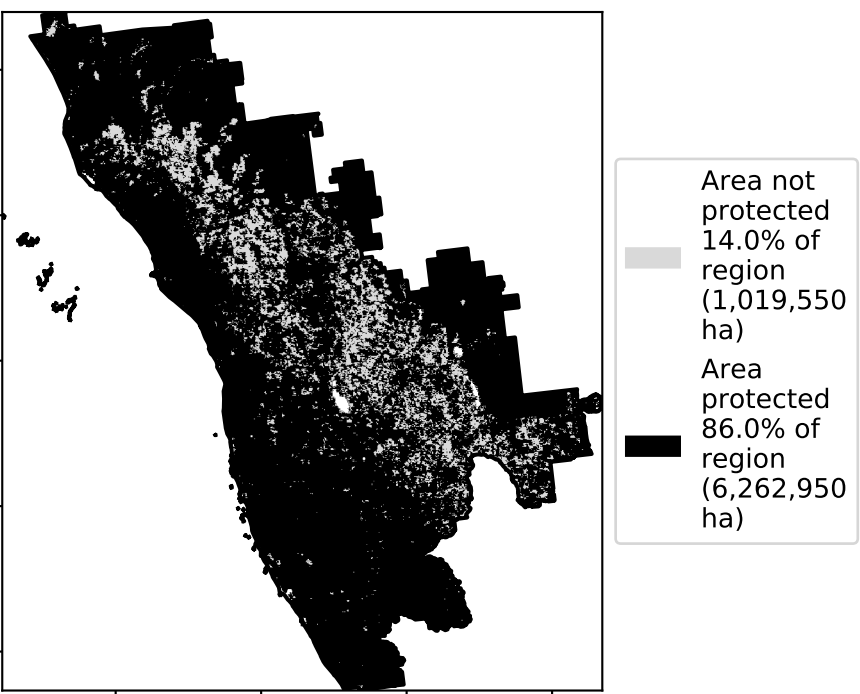 Area not
protected
14.0% of
region
(1,019,550
ha)
Area
protected
86.0% of
region
(6,262,950
ha)